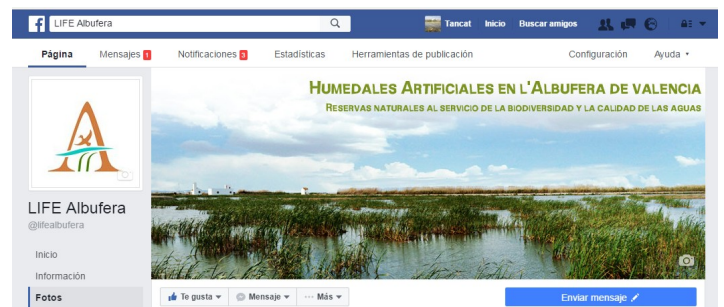 LIFE Albufera
Tancat Inicio Buscar amigos
Página Mensajes 1 Notificaciones 3 Estadísticas Herramientas de publicación Configuración Ayuda
HUMEDALES ARTIFICIALES EN L'ALBUFERA DE VALENCIA
RESERVAS NATURALES AL SERVICIO DE LA BIODIVERSIDAD Y LA CALIDAD DE LAS AGUAS
LIFE Albufera
@lifealbufera
Inicio
Información
Fotos
Te gusta Mensaje ··· Más
Enviar mensaje